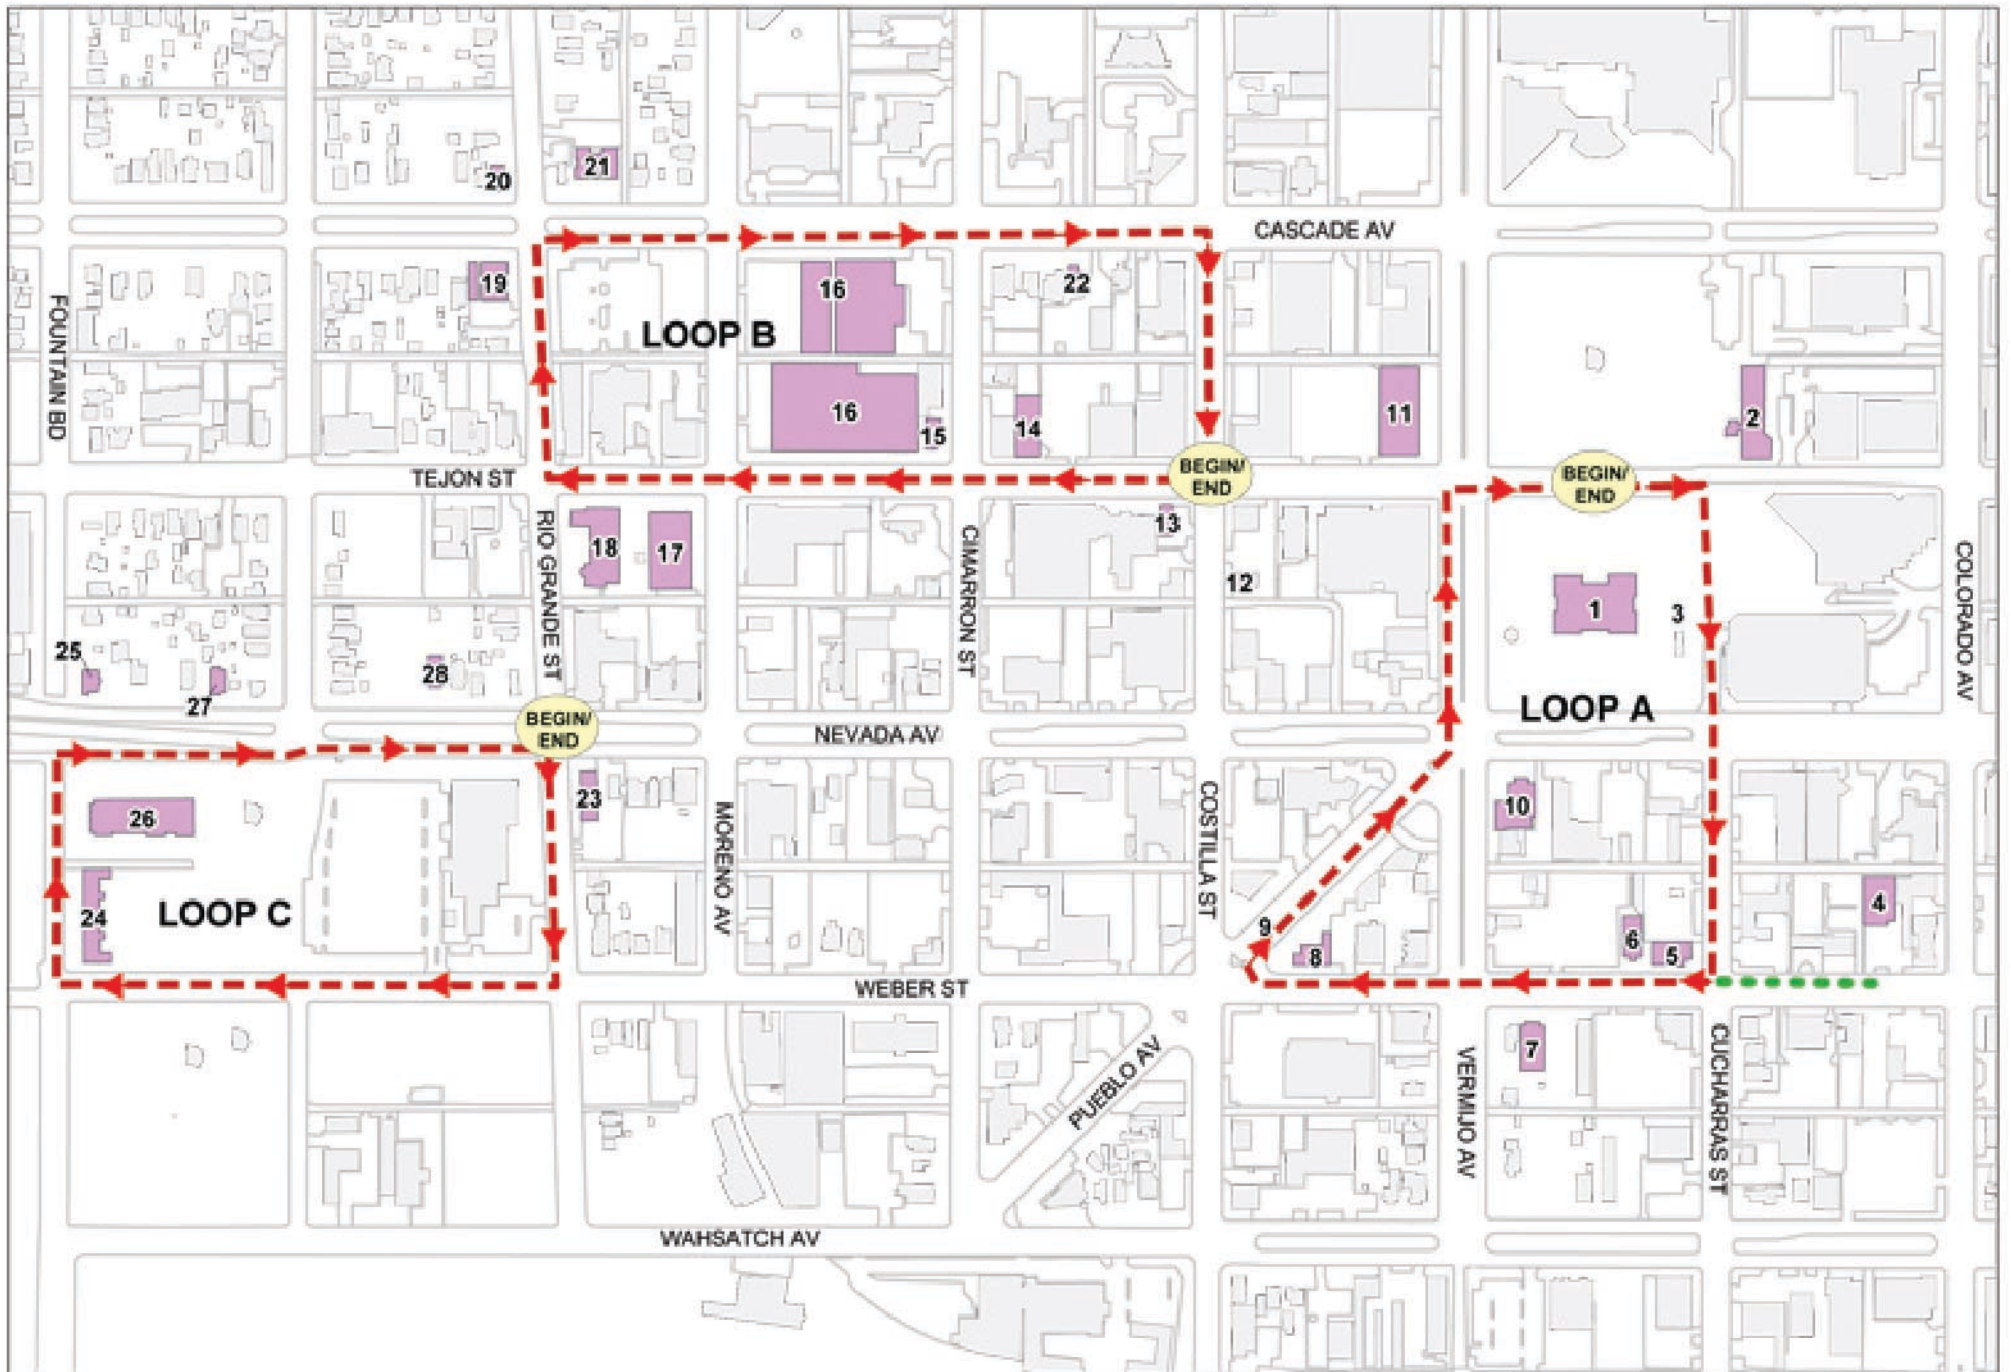 21
20
CASCADE AV
19
16
22
LOOP B
FOUNTAIN BD
16
15
14
11
2
TEJON ST
BEGIN/
END
BEGIN/
END
RIO GRANDE ST
18
17
CIMARRON ST
13
12
1
3
COLORADO AV
25
27
28
LOOP A
BEGIN/
END
NEVADA AV
26
23
MORENO AV
COSTILLA ST
10
24
LOOP C
9
8
6
5
4
WEBER ST
PUEBLO AV
7
VERMIJO AV
CUCHARRAS ST
WAHSATCH AV